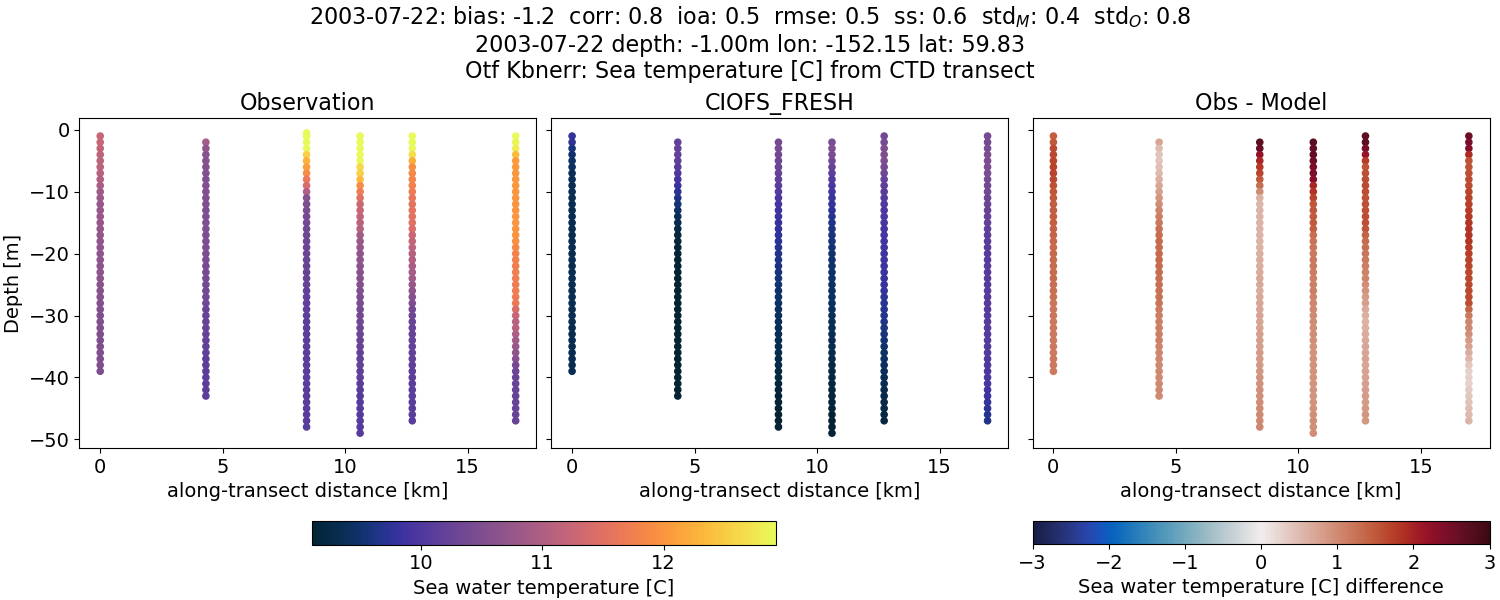 2003-07-22: bias: -1.2 corr: 0.8 ioa: 0.5 rmse: 0.5 ss: 0.6 std_M: 0.4 std_O: 0.8
2003-07-22 depth: -1.00m lon: -152.15 lat: 59.83
Otf Kbnerr: Sea temperature [C] from CTD transect
Observation
CIOFS_FRESH
Obs - Model
Depth [m]
0
−10
−20
−30
−40
−50
0 5 10 15
0 5 10 15
0 5 10 15
along-transect distance [km]
along-transect distance [km]
along-transect distance [km]
10 11 12
Sea water temperature [C]
−3 −2 −1 0 1 2 3
Sea water temperature [C] difference